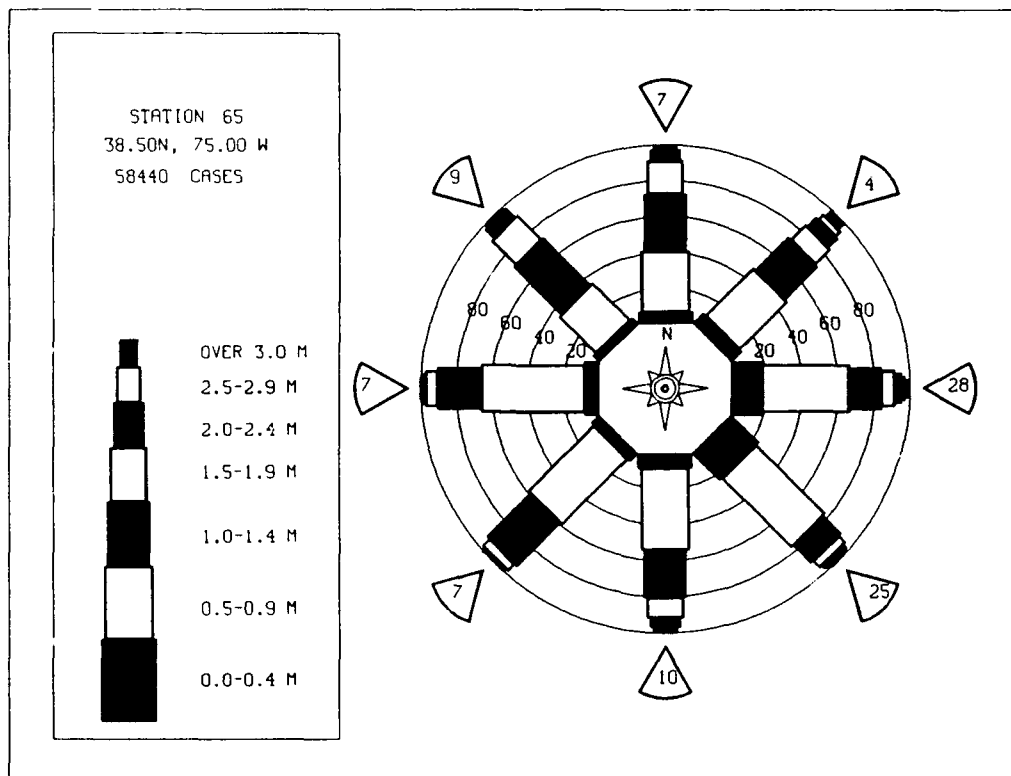 STATION 65
38.50N, 75.00 W
58440 CASES
OVER 3.0 M
2.5-2.9 M
2.0-2.4 M
1.5-1.9 M
1.0-1.4 M
0.5-0.9 M
0.0-0.4 M
7
9
4
80
60
40
20
N
20
40
60
80
7
28
7
25
10